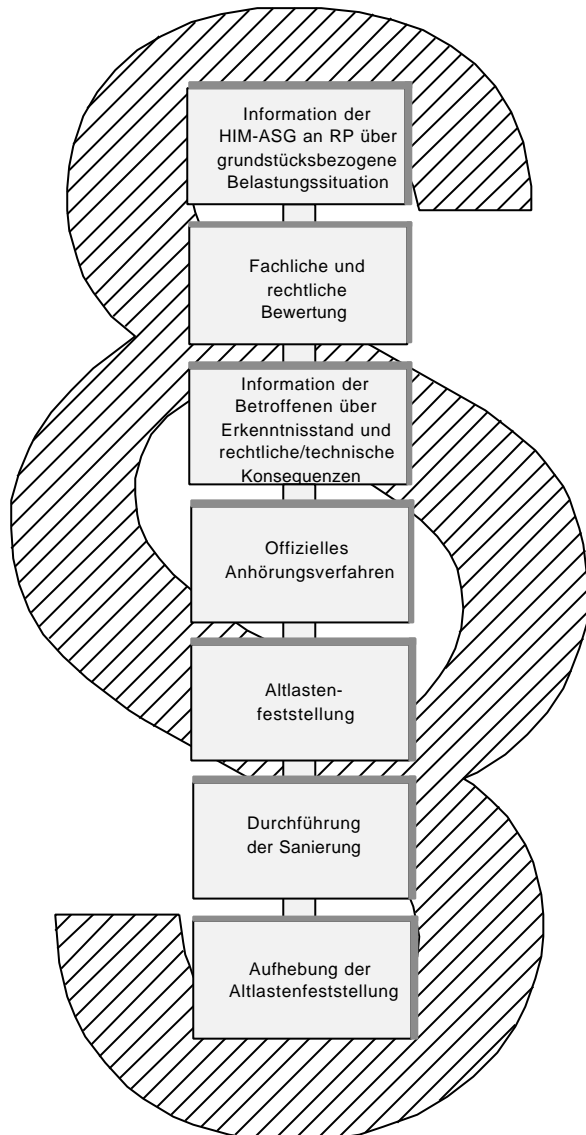 Information der
HIM-ASG an RP über
grundstücksbezogene
Belastungssituation
Fachliche und
rechtliche
Bewertung
Information der
Betroffenen über
Erkenntnisstand und
rechtliche/technische
Konsequenzen
Offizielles
Anhörungsverfahren
Altlasten-
feststellung
Durchführung
der Sanierung
Aufhebung der
Altlastenfeststellung